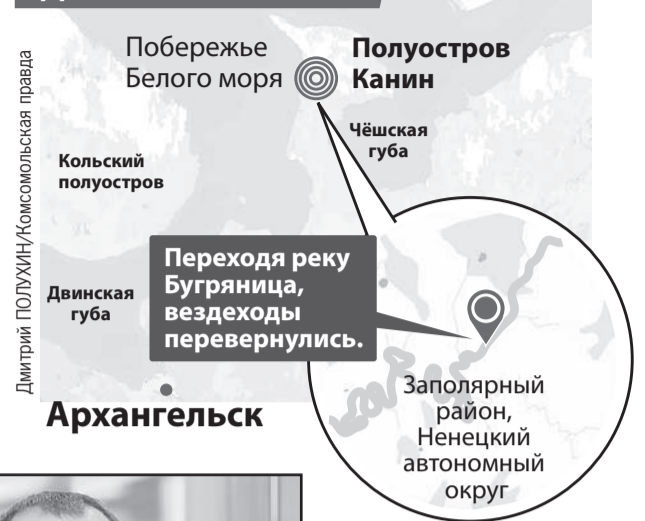 Побережье
Белого моря
Полуостров
Канин
Чёшская
губа
Кольский
полуостров
Переходя реку
Бугряница,
вездеходы
перевернулись.
Двинская
губа
Архангельск
Заполярный
район,
Ненецкий
автономный
округ
Дмитрий ПОЛУХИН/Комсомольская правда